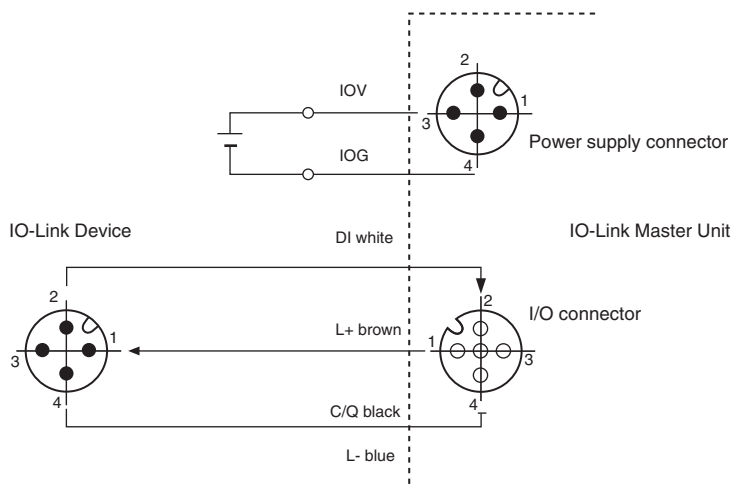 2
IOV
1
3
Power supply connector
IOG
4
IO-Link Device
DI white
IO-Link Master Unit
2
2
I/O connector
1
L+ brown
1
3
3
4
4
C/Q black
L- blue